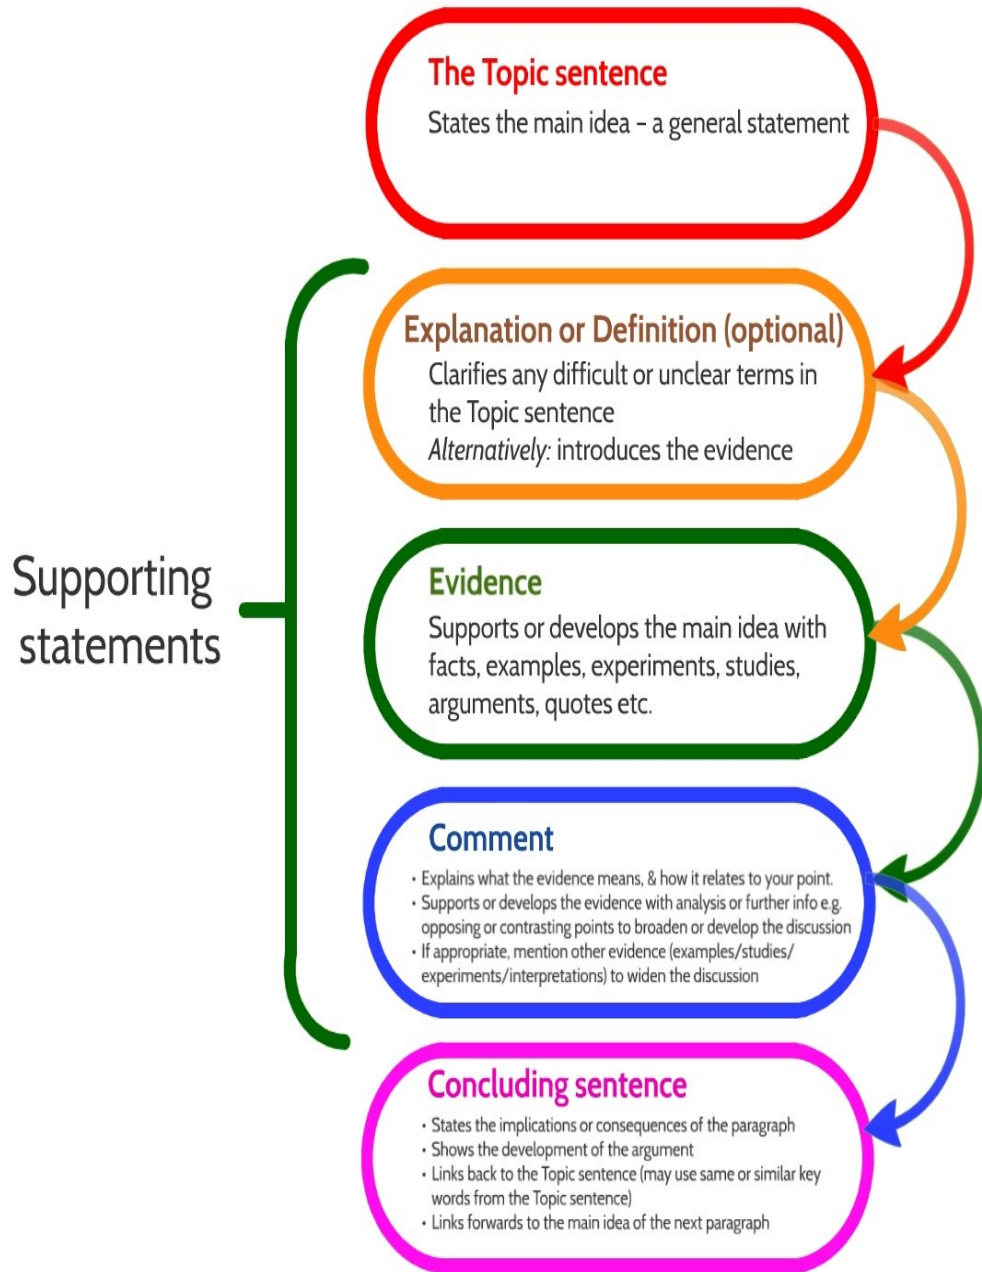 The Topic sentence
States the main idea – a general statement
Explanation or Definition (optional)
Clarifies any difficult or unclear terms in
the Topic sentence
Alternatively: introduces the evidence
Supporting
statements
Evidence
Supports or develops the main idea with
facts, examples, experiments, studies,
arguments, quotes etc.
Comment
• Explains what the evidence means, & how it relates to your point.
• Supports or develops the evidence with analysis or further info e.g.
opposing or contrasting points to broaden or develop the discussion
• If appropriate, mention other evidence (examples/studies/
experiments/interpretations) to widen the discussion
Concluding sentence
• States the implications or consequences of the paragraph
• Shows the development of the argument
• Links back to the Topic sentence (may use same or similar key
words from the Topic sentence)
• Links forwards to the main idea of the next paragraph